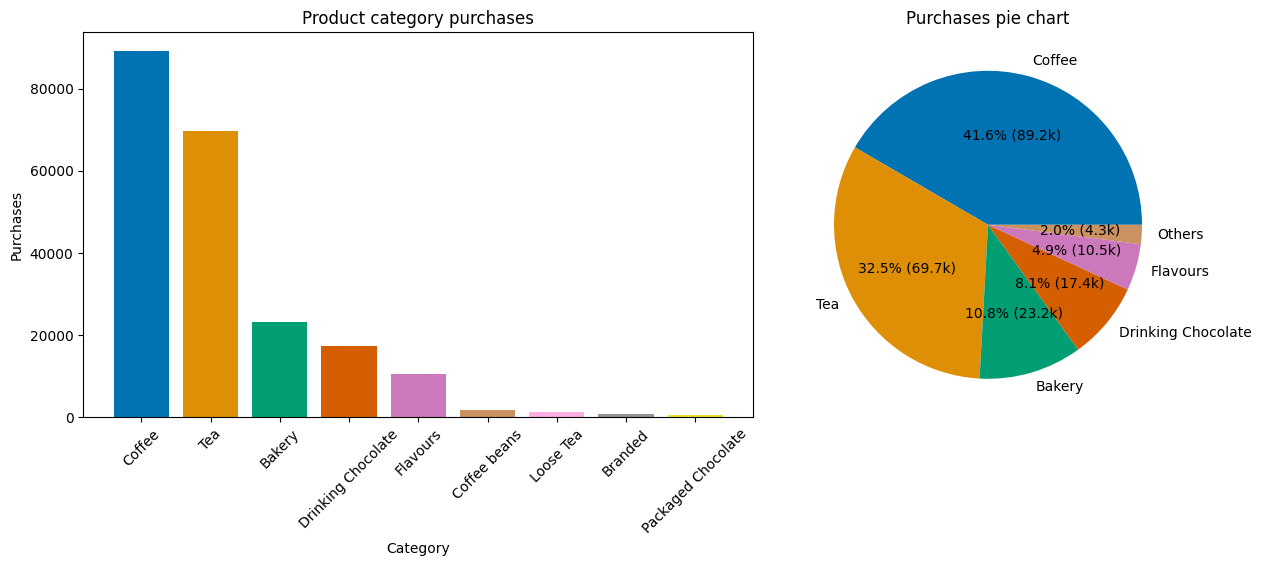 Product category purchases
Purchases
80000
60000
40000
20000
0
Coffee
Tea
Bakery
Drinking Chocolate
Flavours
Coffee beans
Loose Tea
Branded
Packaged Chocolate
Category
Purchases pie chart
Coffee
41.6% (89.2k)
Tea
32.5% (69.7k)
Bakery
10.8% (23.2k)
Drinking Chocolate
8.1% (17.4k)
Flavours
4.9% (10.5k)
Others
2.0% (4.3k)